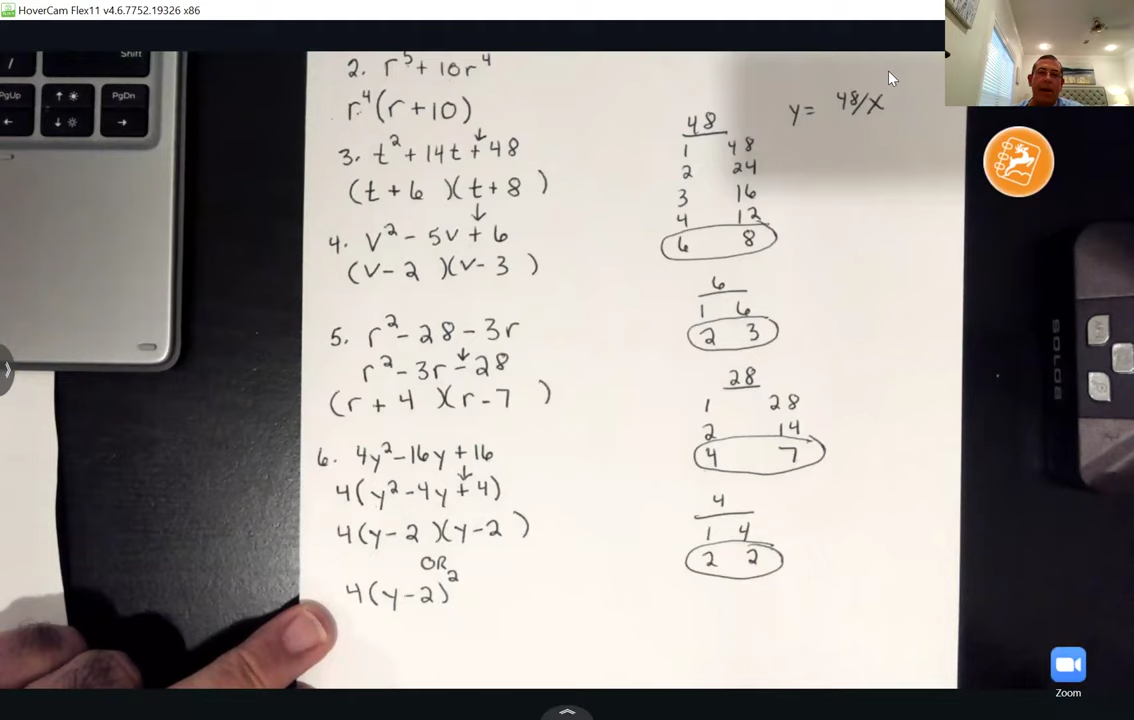 HoverCam Flex11 v4.6.7752.19326 x86
Shift
/
PgUp
PgDn
2. r⁵ + 10r⁴
r⁴(r + 10)
3. t² + 14t + 48
(t + 6 )(t + 8 )
4. v² - 5v + 6
(v - 2 )(v - 3 )
5. r² - 28 - 3r
r² - 3r - 28
(r + 4 )(r - 7 )
6. 4y² - 16y + 16
4(y² - 4y + 4)
4(y - 2 )(y - 2 )
OR
4(y - 2)²
y = 48/x
48
1 48
2 24
3 16
4 12
6 8
6
1 6
2 3
28
1 28
2 14
4 7
4
1 4
2 2
SOLO 8
Zoom